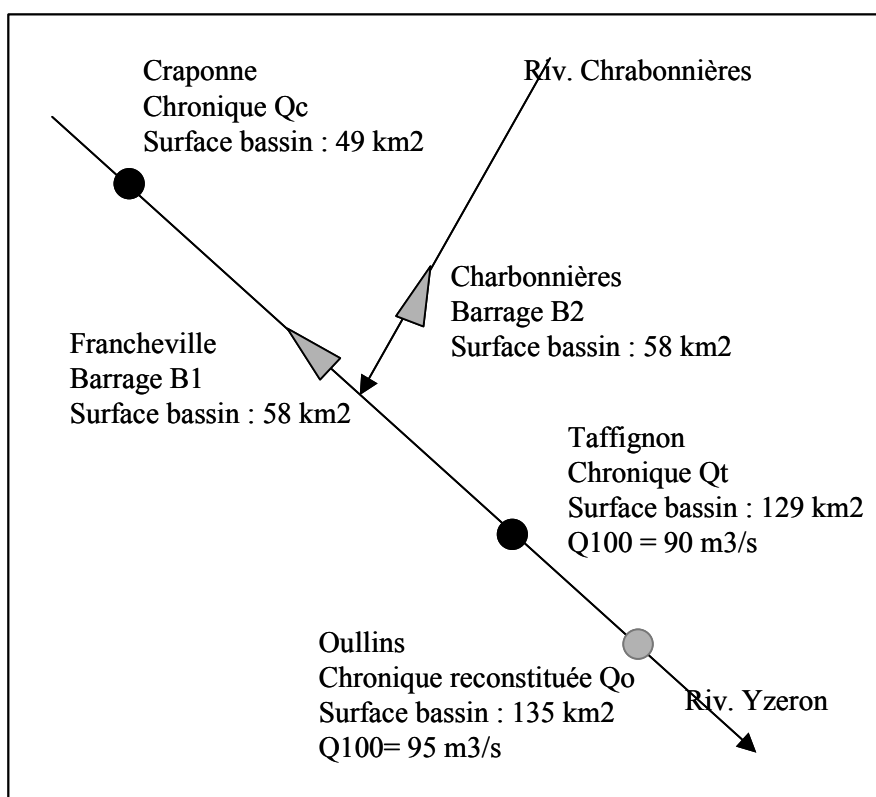 Craponne
Chronique Qc
Surface bassin : 49 km2
Riv. Chrabonnières
Charbonnières
Barrage B2
Surface bassin : 58 km2
Francheville
Barrage B1
Surface bassin : 58 km2
Taffignon
Chronique Qt
Surface bassin : 129 km2
Q100 = 90 m3/s
Oullins
Chronique reconstituée Qo
Surface bassin : 135 km2
Q100= 95 m3/s
Riv. Yzeron